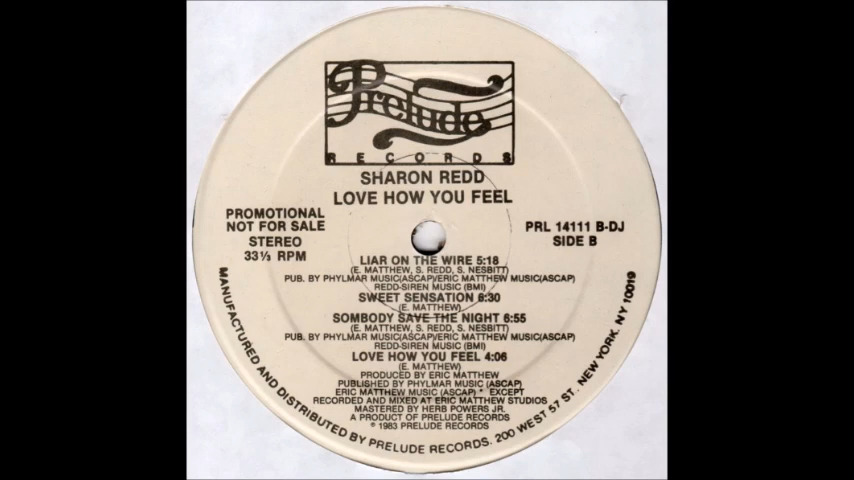 Prelude
RECORDS
SHARON REDD
LOVE HOW YOU FEEL
PROMOTIONAL
NOT FOR SALE
STEREO
33⅓ RPM
PRL 14111 B-DJ
SIDE B
LIAR ON THE WIRE 5:18
(E. MATTHEW, S. REDD, S. NESBITT)
PUB. BY PHYLMAR MUSIC(ASCAP)/ERIC MATTHEW MUSIC(ASCAP)
REDD-SIREN MUSIC (BMI)
SWEET SENSATION 6:30
(E. MATTHEW)
SOMBODY SAVE THE NIGHT 6:55
(E. MATTHEW, S. REDD, S. NESBITT)
PUB. BY PHYLMAR MUSIC(ASCAP)/ERIC MATTHEW MUSIC(ASCAP)
REDD-SIREN MUSIC (BMI)
LOVE HOW YOU FEEL 4:06
(E. MATTHEW)
PRODUCED BY ERIC MATTHEW
PUBLISHED BY PHYLMAR MUSIC (ASCAP)
ERIC MATTHEW MUSIC (ASCAP) * EXCEPT
RECORDED AND MIXED AT ERIC MATTHEW STUDIOS
MASTERED BY HERB POWERS JR.
A PRODUCT OF PRELUDE RECORDS
© 1983 PRELUDE RECORDS
MANUFACTURED AND DISTRIBUTED BY PRELUDE RECORDS. 200 WEST 57 ST. NEW YORK. NY 10019